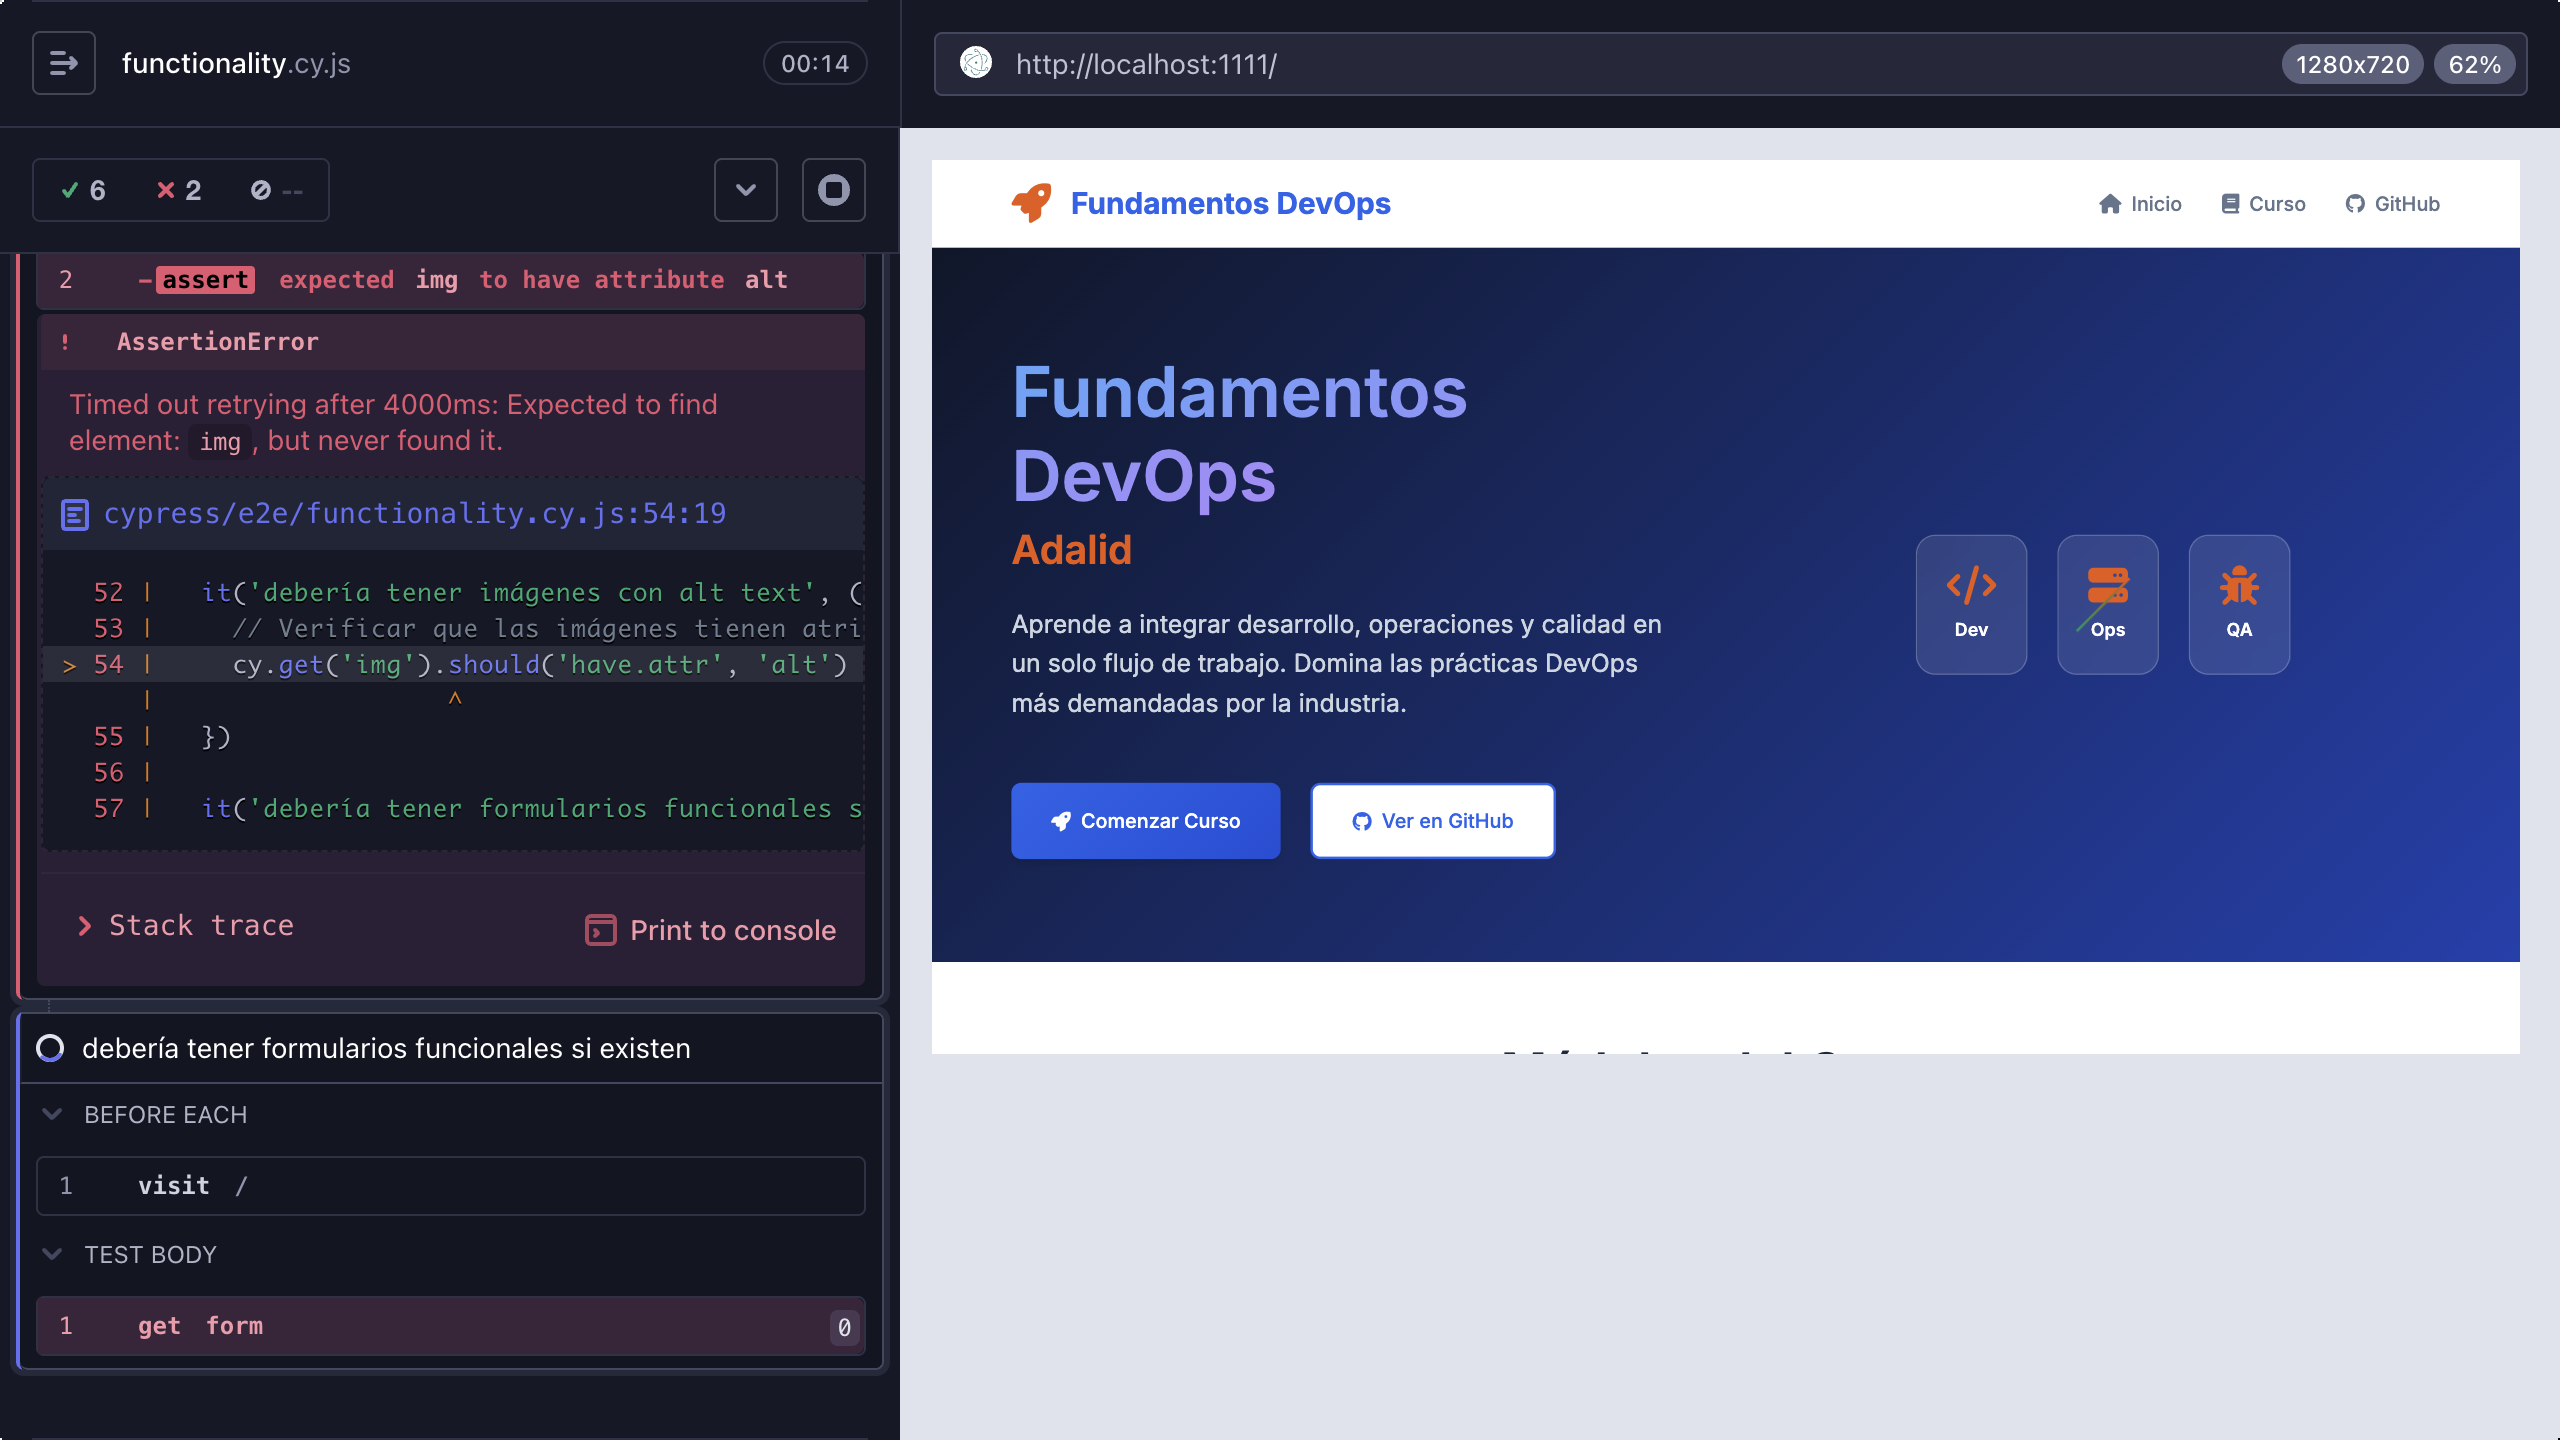 functionality.cy.js
00:14
6 2 --
2 -assert expected img to have attribute alt
! AssertionError
Timed out retrying after 4000ms: Expected to find
element: img, but never found it.
cypress/e2e/functionality.cy.js:54:19
52 | it('debería tener imágenes con alt text', (
53 | // Verificar que las imágenes tienen atri
> 54 | cy.get('img').should('have.attr', 'alt')
| ^
55 | })
56 |
57 | it('debería tener formularios funcionales s
Stack trace
Print to console
debería tener formularios funcionales si existen
BEFORE EACH
1 visit /
TEST BODY
1 get form 0
http://localhost:1111/
1280x720 62%
Fundamentos DevOps
Inicio
Curso
GitHub
Fundamentos
DevOps
Adalid
Aprende a integrar desarrollo, operaciones y calidad en
un solo flujo de trabajo. Domina las prácticas DevOps
más demandadas por la industria.
Comenzar Curso
Ver en GitHub
Dev
Ops
QA